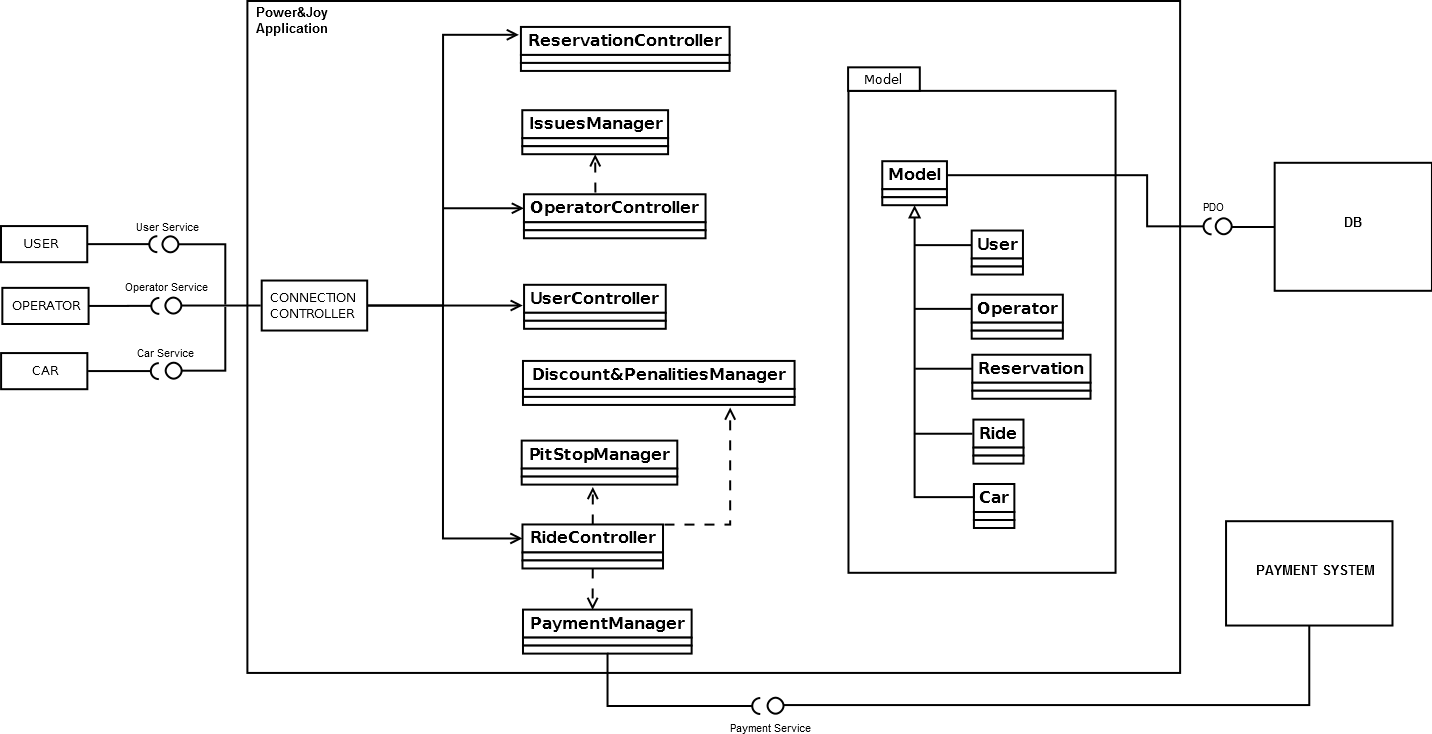 Power&Joy
Application
ReservationController
Model
IssuesManager
Model
OperatorController
PDO
DB
User Service
USER
User
Operator Service
OPERATOR
CONNECTION
CONTROLLER
UserController
Operator
Car Service
CAR
Discount&PenalitiesManager
Reservation
PitStopManager
Ride
Car
RideController
PAYMENT SYSTEM
PaymentManager
Payment Service